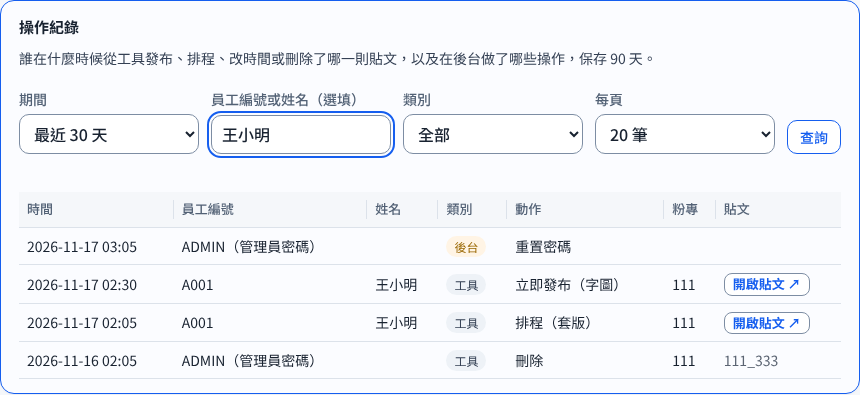 操作紀錄
誰在什麼時候從工具發布、排程、改時間或刪除了哪一則貼文，以及在後台做了哪些操作，保存 90 天。
期間 員工編號或姓名（選填） 類別 每頁
最近 30 天 王小明 全部 20 筆 查詢
時間 員工編號 姓名 類別 動作 粉專 貼文
2026-11-17 03:05 ADMIN（管理員密碼） 後台 重置密碼
2026-11-17 02:30 A001 王小明 工具 立即發布（字圖） 111 開啟貼文 ↗
2026-11-17 02:05 A001 王小明 工具 排程（套版） 111 開啟貼文 ↗
2026-11-16 02:05 ADMIN（管理員密碼） 工具 刪除 111 111_333